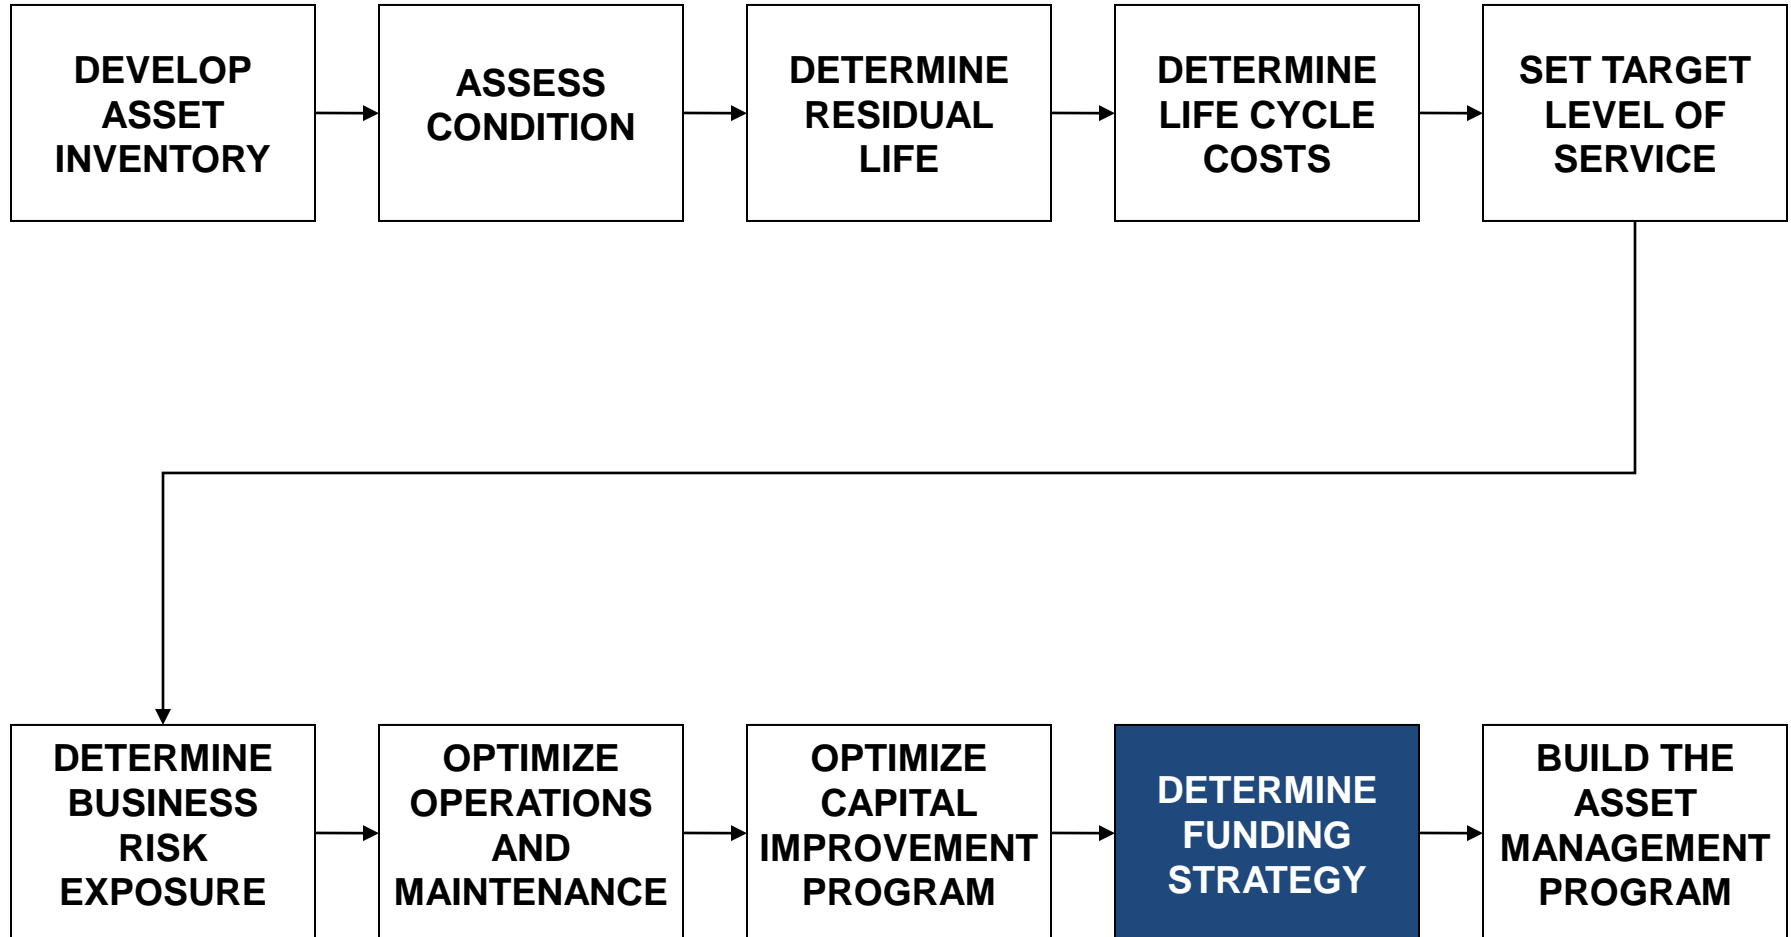 DEVELOP
ASSET
INVENTORY
ASSESS
CONDITION
DETERMINE
RESIDUAL
LIFE
DETERMINE
LIFE CYCLE
COSTS
SET TARGET
LEVEL OF
SERVICE
DETERMINE
BUSINESS
RISK
EXPOSURE
OPTIMIZE
OPERATIONS
AND
MAINTENANCE
OPTIMIZE
CAPITAL
IMPROVEMENT
PROGRAM
DETERMINE
FUNDING
STRATEGY
BUILD THE
ASSET
MANAGEMENT
PROGRAM